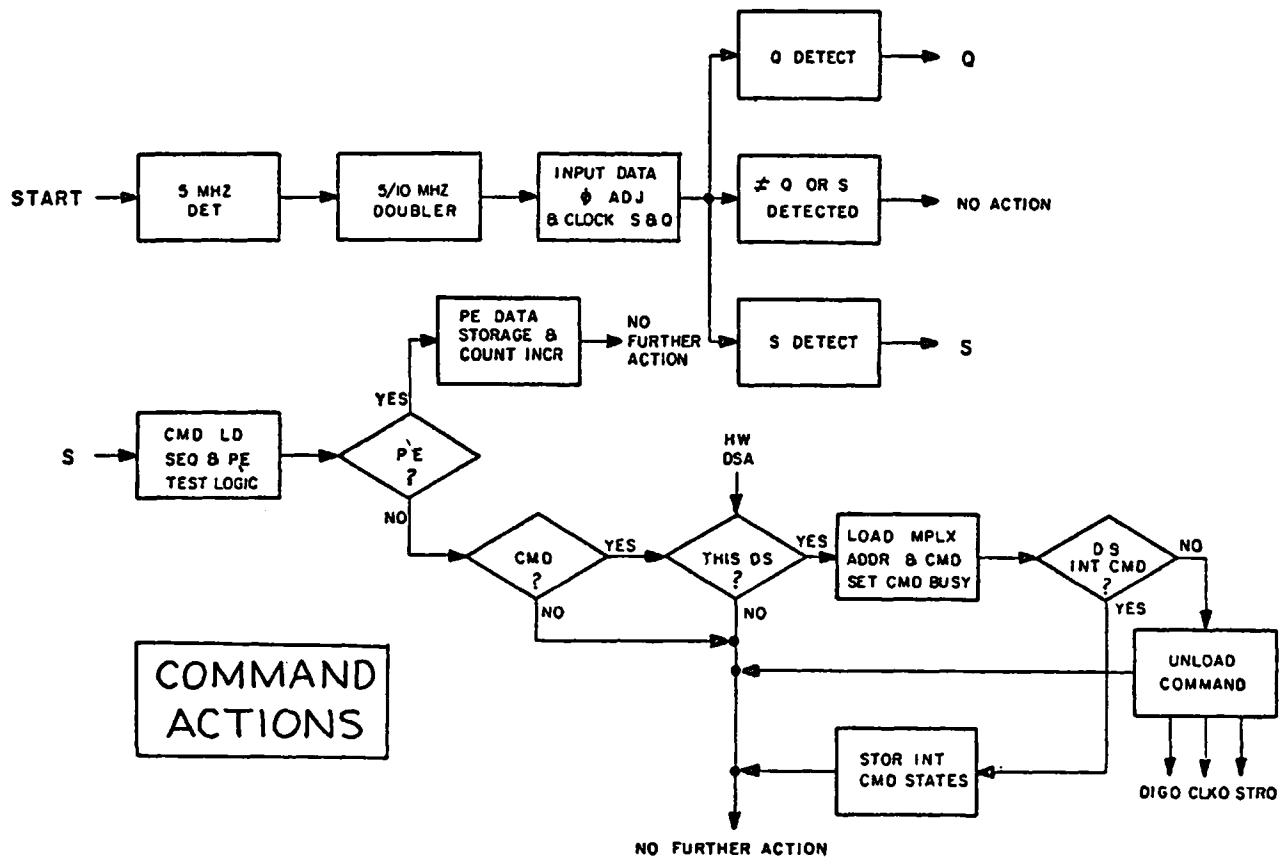 Q DETECT
Q
START
5 MHZ
DET
5/10 MHZ
DOUBLER
INPUT DATA
ϕ ADJ
& CLOCK S & Q
≠ Q OR S
DETECTED
NO ACTION
PE DATA
STORAGE &
COUNT INCR
NO
FURTHER
ACTION
S DETECT
S
YES
S
CMD LD
SEQ & PE
TEST LOGIC
PE
?
NO
HW
DSA
CMD
?
YES
NO
THIS DS
?
YES
NO
LOAD MPLX
ADDR & CMD
SET CMD BUSY
DS
INT CMD
?
NO
YES
COMMAND
ACTIONS
UNLOAD
COMMAND
STOR INT
CMD STATES
DIGO CLKO STRO
NO FURTHER ACTION